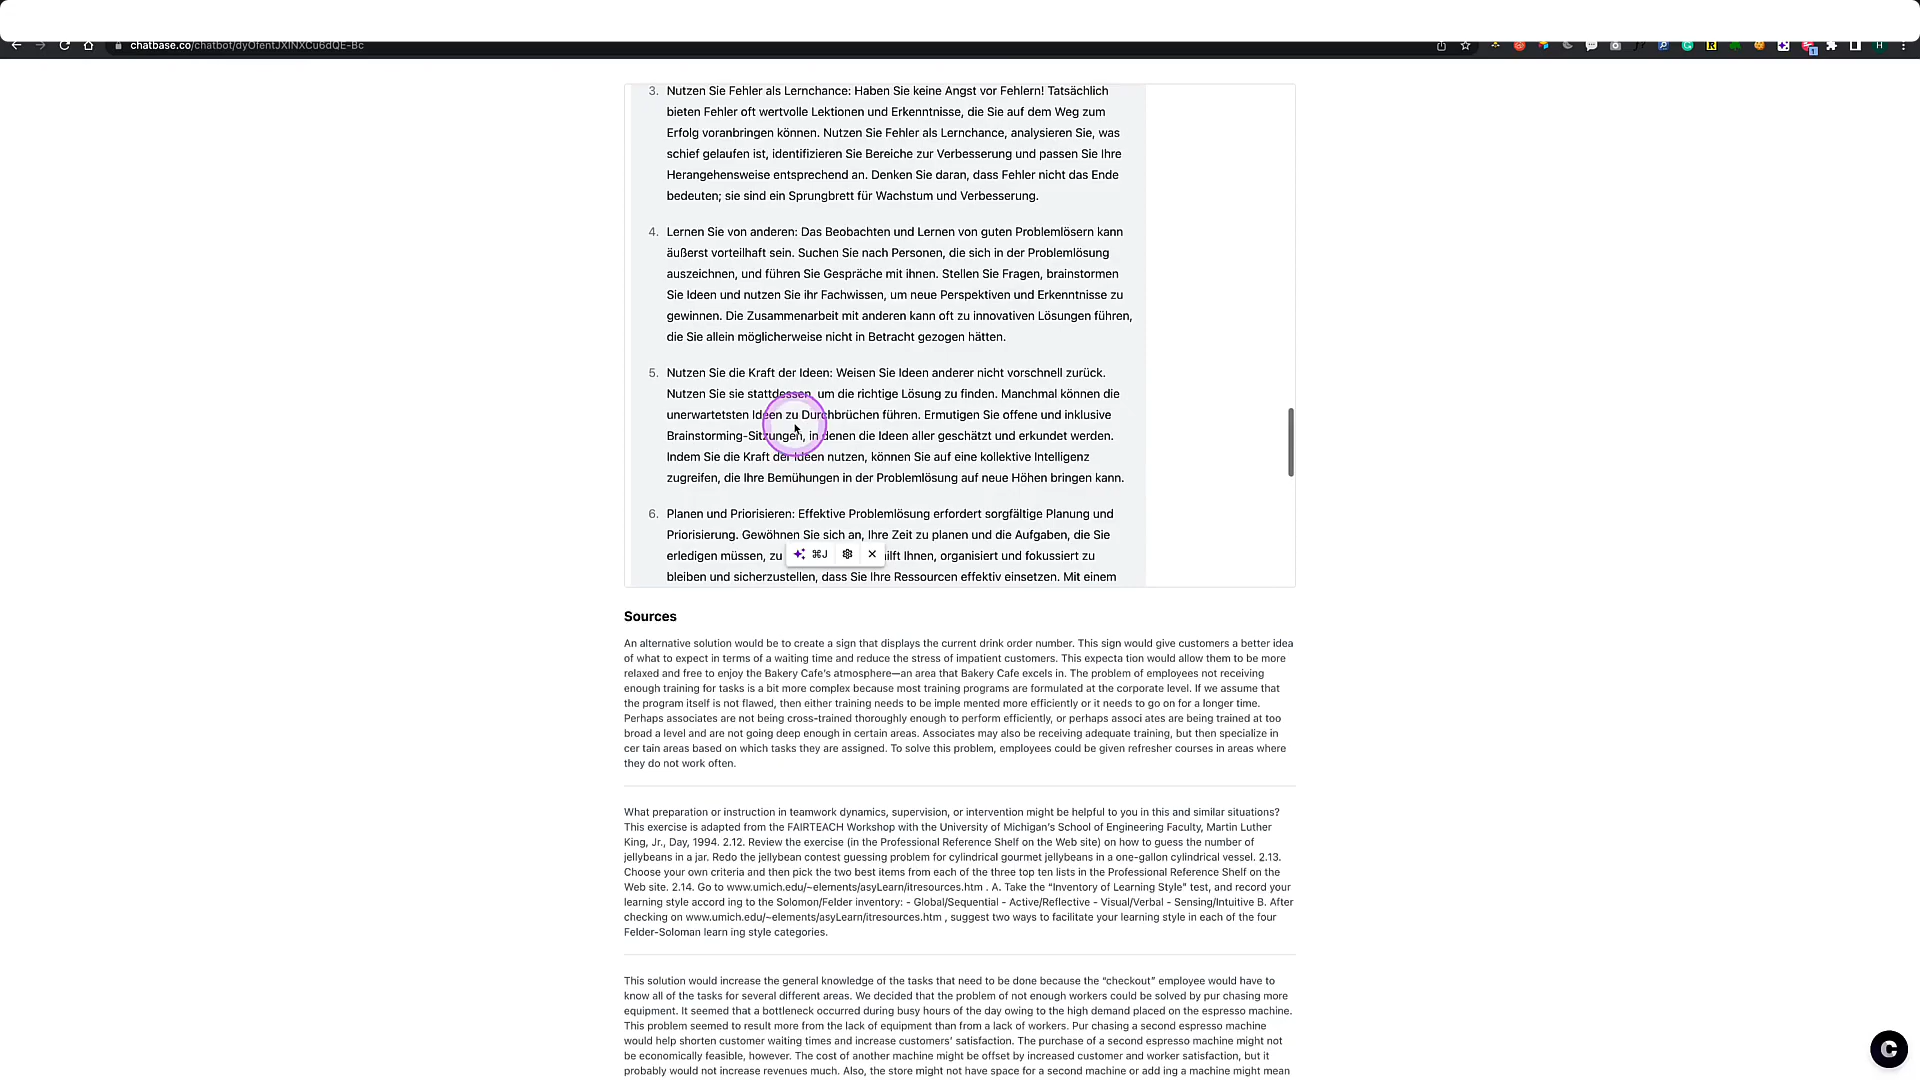 chatbase.co/chatbot/dyOfentJXINXCu6dQE-Bc
3. Nutzen Sie Fehler als Lernchance: Haben Sie keine Angst vor Fehlern! Tatsächlich
bieten Fehler oft wertvolle Lektionen und Erkenntnisse, die Sie auf dem Weg zum
Erfolg voranbringen können. Nutzen Sie Fehler als Lernchance, analysieren Sie, was
schief gelaufen ist, identifizieren Sie Bereiche zur Verbesserung und passen Sie Ihre
Herangehensweise entsprechend an. Denken Sie daran, dass Fehler nicht das Ende
bedeuten; sie sind ein Sprungbrett für Wachstum und Verbesserung.
4. Lernen Sie von anderen: Das Beobachten und Lernen von guten Problemlösern kann
äußerst vorteilhaft sein. Suchen Sie nach Personen, die sich in der Problemlösung
auszeichnen, und führen Sie Gespräche mit ihnen. Stellen Sie Fragen, brainstormen
Sie Ideen und nutzen Sie ihr Fachwissen, um neue Perspektiven und Erkenntnisse zu
gewinnen. Die Zusammenarbeit mit anderen kann oft zu innovativen Lösungen führen,
die Sie allein möglicherweise nicht in Betracht gezogen hätten.
5. Nutzen Sie die Kraft der Ideen: Weisen Sie Ideen anderer nicht vorschnell zurück.
Nutzen Sie sie stattdessen, um die richtige Lösung zu finden. Manchmal können die
unerwartetsten Ideen zu Durchbrüchen führen. Ermutigen Sie offene und inklusive
Brainstorming-Sitzungen, in denen die Ideen aller geschätzt und erkundet werden.
Indem Sie die Kraft der Ideen nutzen, können Sie auf eine kollektive Intelligenz
zugreifen, die Ihre Bemühungen in der Problemlösung auf neue Höhen bringen kann.
6. Planen und Priorisieren: Effektive Problemlösung erfordert sorgfältige Planung und
Priorisierung. Gewöhnen Sie sich an, Ihre Zeit zu planen und die Aufgaben, die Sie
erledigen müssen, zu ⌘J hilft Ihnen, organisiert und fokussiert zu
bleiben und sicherzustellen, dass Sie Ihre Ressourcen effektiv einsetzen. Mit einem
Sources
An alternative solution would be to create a sign that displays the current drink order number. This sign would give customers a better idea
of what to expect in terms of a waiting time and reduce the stress of impatient customers. This expecta tion would allow them to be more
relaxed and free to enjoy the Bakery Cafe's atmosphere—an area that Bakery Cafe excels in. The problem of employees not receiving
enough training for tasks is a bit more complex because most training programs are formulated at the corporate level. If we assume that
the program itself is not flawed, then either training needs to be imple mented more efficiently or it needs to go on for a longer time.
Perhaps associates are not being cross-trained thoroughly enough to perform efficiently, or perhaps associ ates are being trained at too
broad a level and are not going deep enough in certain areas. Associates may also be receiving adequate training, but then specialize in
cer tain areas based on which tasks they are assigned. To solve this problem, employees could be given refresher courses in areas where
they do not work often.
What preparation or instruction in teamwork dynamics, supervision, or intervention might be helpful to you in this and similar situations?
This exercise is adapted from the FAIRTEACH Workshop with the University of Michigan's School of Engineering Faculty, Martin Luther
King, Jr., Day, 1994. 2.12. Review the exercise (in the Professional Reference Shelf on the Web site) on how to guess the number of
jellybeans in a jar. Redo the jellybean contest guessing problem for cylindrical gourmet jellybeans in a one-gallon cylindrical vessel. 2.13.
Choose your own criteria and then pick the two best items from each of the three top ten lists in the Professional Reference Shelf on the
Web site. 2.14. Go to www.umich.edu/~elements/asyLearn/itresources.htm . A. Take the "Inventory of Learning Style" test, and record your
learning style accord ing to the Solomon/Felder inventory: - Global/Sequential - Active/Reflective - Visual/Verbal - Sensing/Intuitive B. After
checking on www.umich.edu/~elements/asyLearn/itresources.htm , suggest two ways to facilitate your learning style in each of the four
Felder-Soloman learn ing style categories.
This solution would increase the general knowledge of the tasks that need to be done because the "checkout" employee would have to
know all of the tasks for several different areas. We decided that the problem of not enough workers could be solved by pur chasing more
equipment. It seemed that a bottleneck occurred during busy hours of the day owing to the high demand placed on the espresso machine.
This problem seemed to result more from the lack of equipment than from a lack of workers. Pur chasing a second espresso machine
would help shorten customer waiting times and increase customers' satisfaction. The purchase of a second espresso machine might not
be economically feasible, however. The cost of another machine might be offset by increased customer and worker satisfaction, but it
probably would not increase revenues much. Also, the store might not have space for a second machine or add ing a machine might mean